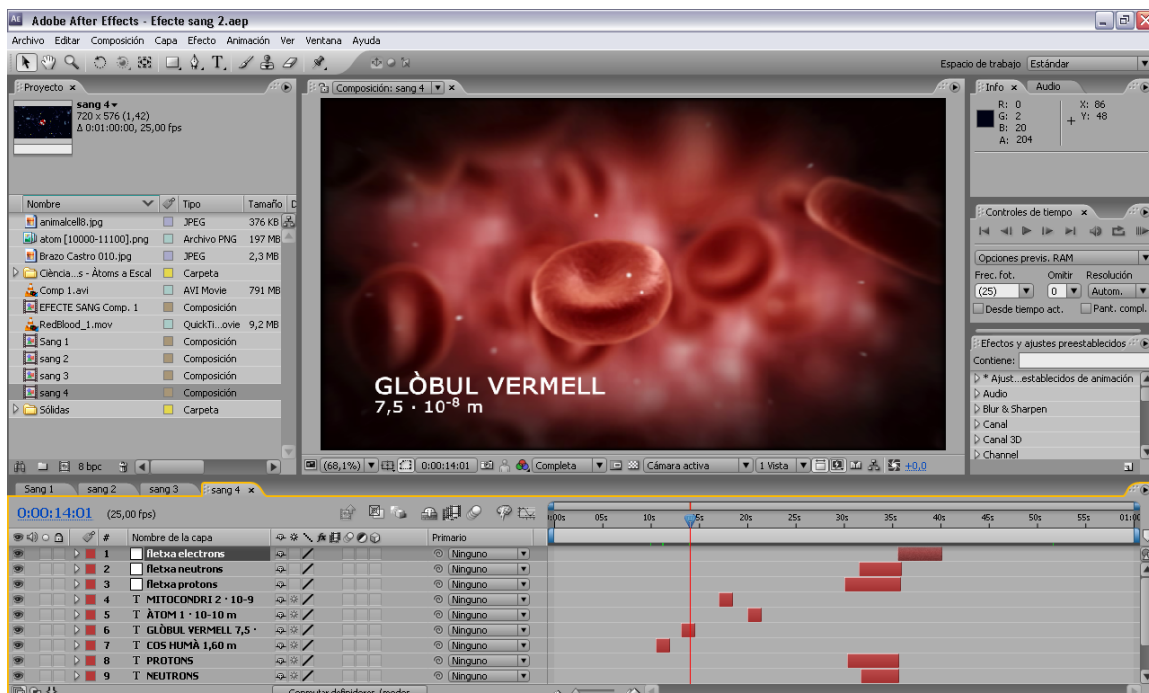 Adobe After Effects - Efecte sang 2.aep
Archivo Editar Composición Capa Efecto Animación Ver Ventana Ayuda
Espacio de trabajo Estándar
Proyecto
sang 4
720 x 576 (1,42)
Δ 0:01:00:00, 25,00 fps
Nombre Tipo Tamaño
animalcell8.jpg JPEG 376 KB
atom [10000-11100].png Archivo PNG 197 MB
Brazo Castro 010.jpg JPEG 2,3 MB
Ciència...s - Àtoms a Escal Carpeta
Comp 1.avi AVI Movie 791 MB
EFECTE SANG Comp. 1 Composición
RedBlood_1.mov QuickTi...ovie 9,2 MB
Sang 1 Composición
sang 2 Composición
sang 3 Composición
sang 4 Composición
Sólidas Carpeta
8 bpc
Composición: sang 4
GLÒBUL VERMELL
7,5 · 10-8 m
(68,1%) 0:00:14:01 Completa Cámara activa 1 Vista +0,0
Info Audio
R: 0 X: 86
G: 2 Y: 48
B: 20
A: 204
Controles de tiempo
Opciones previs. RAM
Frec. fot. Omitir Resolución
(25) 0 Autom.
Desde tiempo act. Pant. compl.
Efectos y ajustes preestablecidos
Contiene:
* Ajust...establecidos de animación
Audio
Blur & Sharpen
Canal
Canal 3D
Channel
Sang 1 sang 2 sang 3 sang 4
0:00:14:01 (25,00 fps)
05s 10s 15s 20s 25s 30s 35s 40s 45s 50s 55s
# Nombre de la capa Primario
1 fletxa electrons Ninguno
2 fletxa neutrons Ninguno
3 fletxa protons Ninguno
4 T MITOCONDRI 2 · 10-9 Ninguno
5 T ÀTOM 1 · 10-10 m Ninguno
6 T GLÒBUL VERMELL 7,5 · Ninguno
7 T COS HUMÀ 1,60 m Ninguno
8 T PROTONS Ninguno
9 T NEUTRONS Ninguno